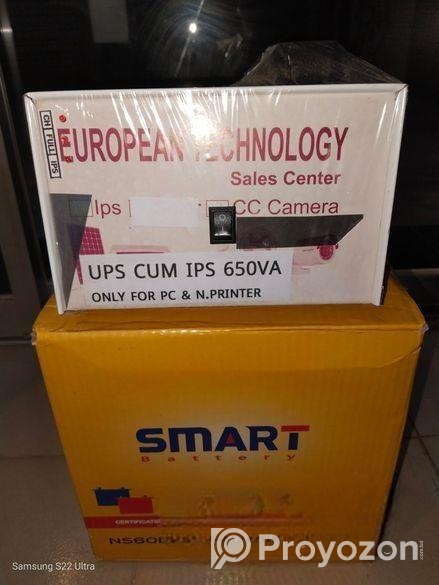 CH FULL IPS
EUROPEAN TECHNOLOGY
Sales Center
Ips
CC Camera
UPS CUM IPS 650VA
ONLY FOR PC & N.PRINTER
SMART
Battery
Proyozon
Samsung S22 Ultra